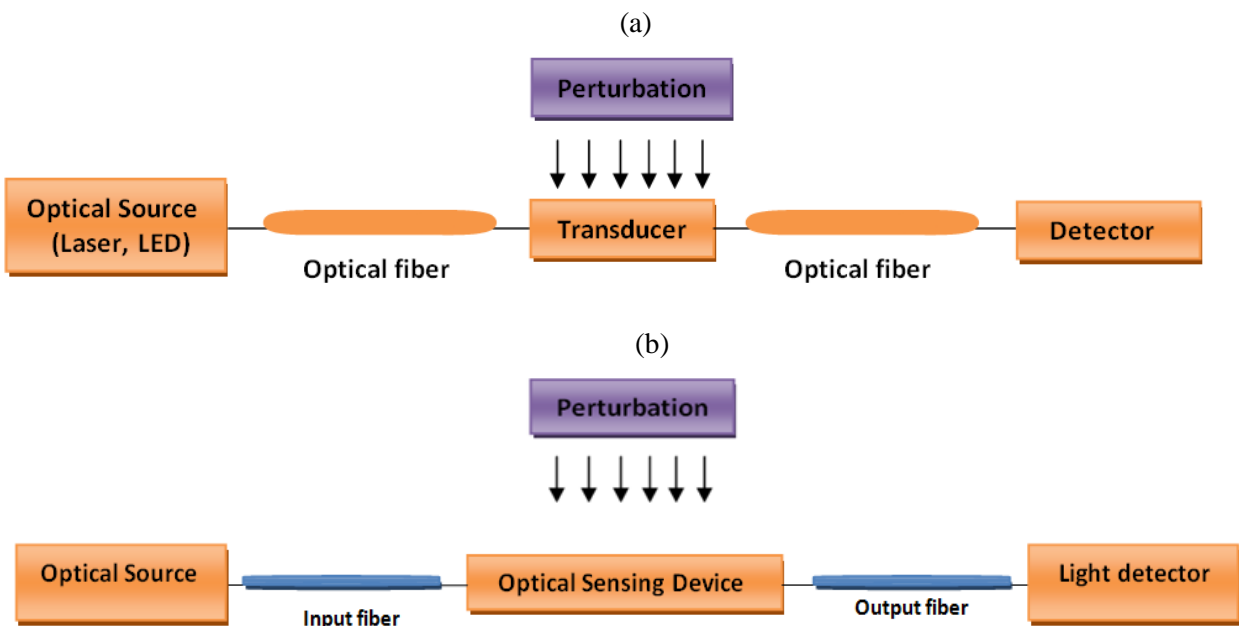 (a)
Perturbation
Optical Source
(Laser, LED)
Transducer
Detector
Optical fiber
Optical fiber
(b)
Perturbation
Optical Source
Optical Sensing Device
Light detector
Input fiber
Output fiber